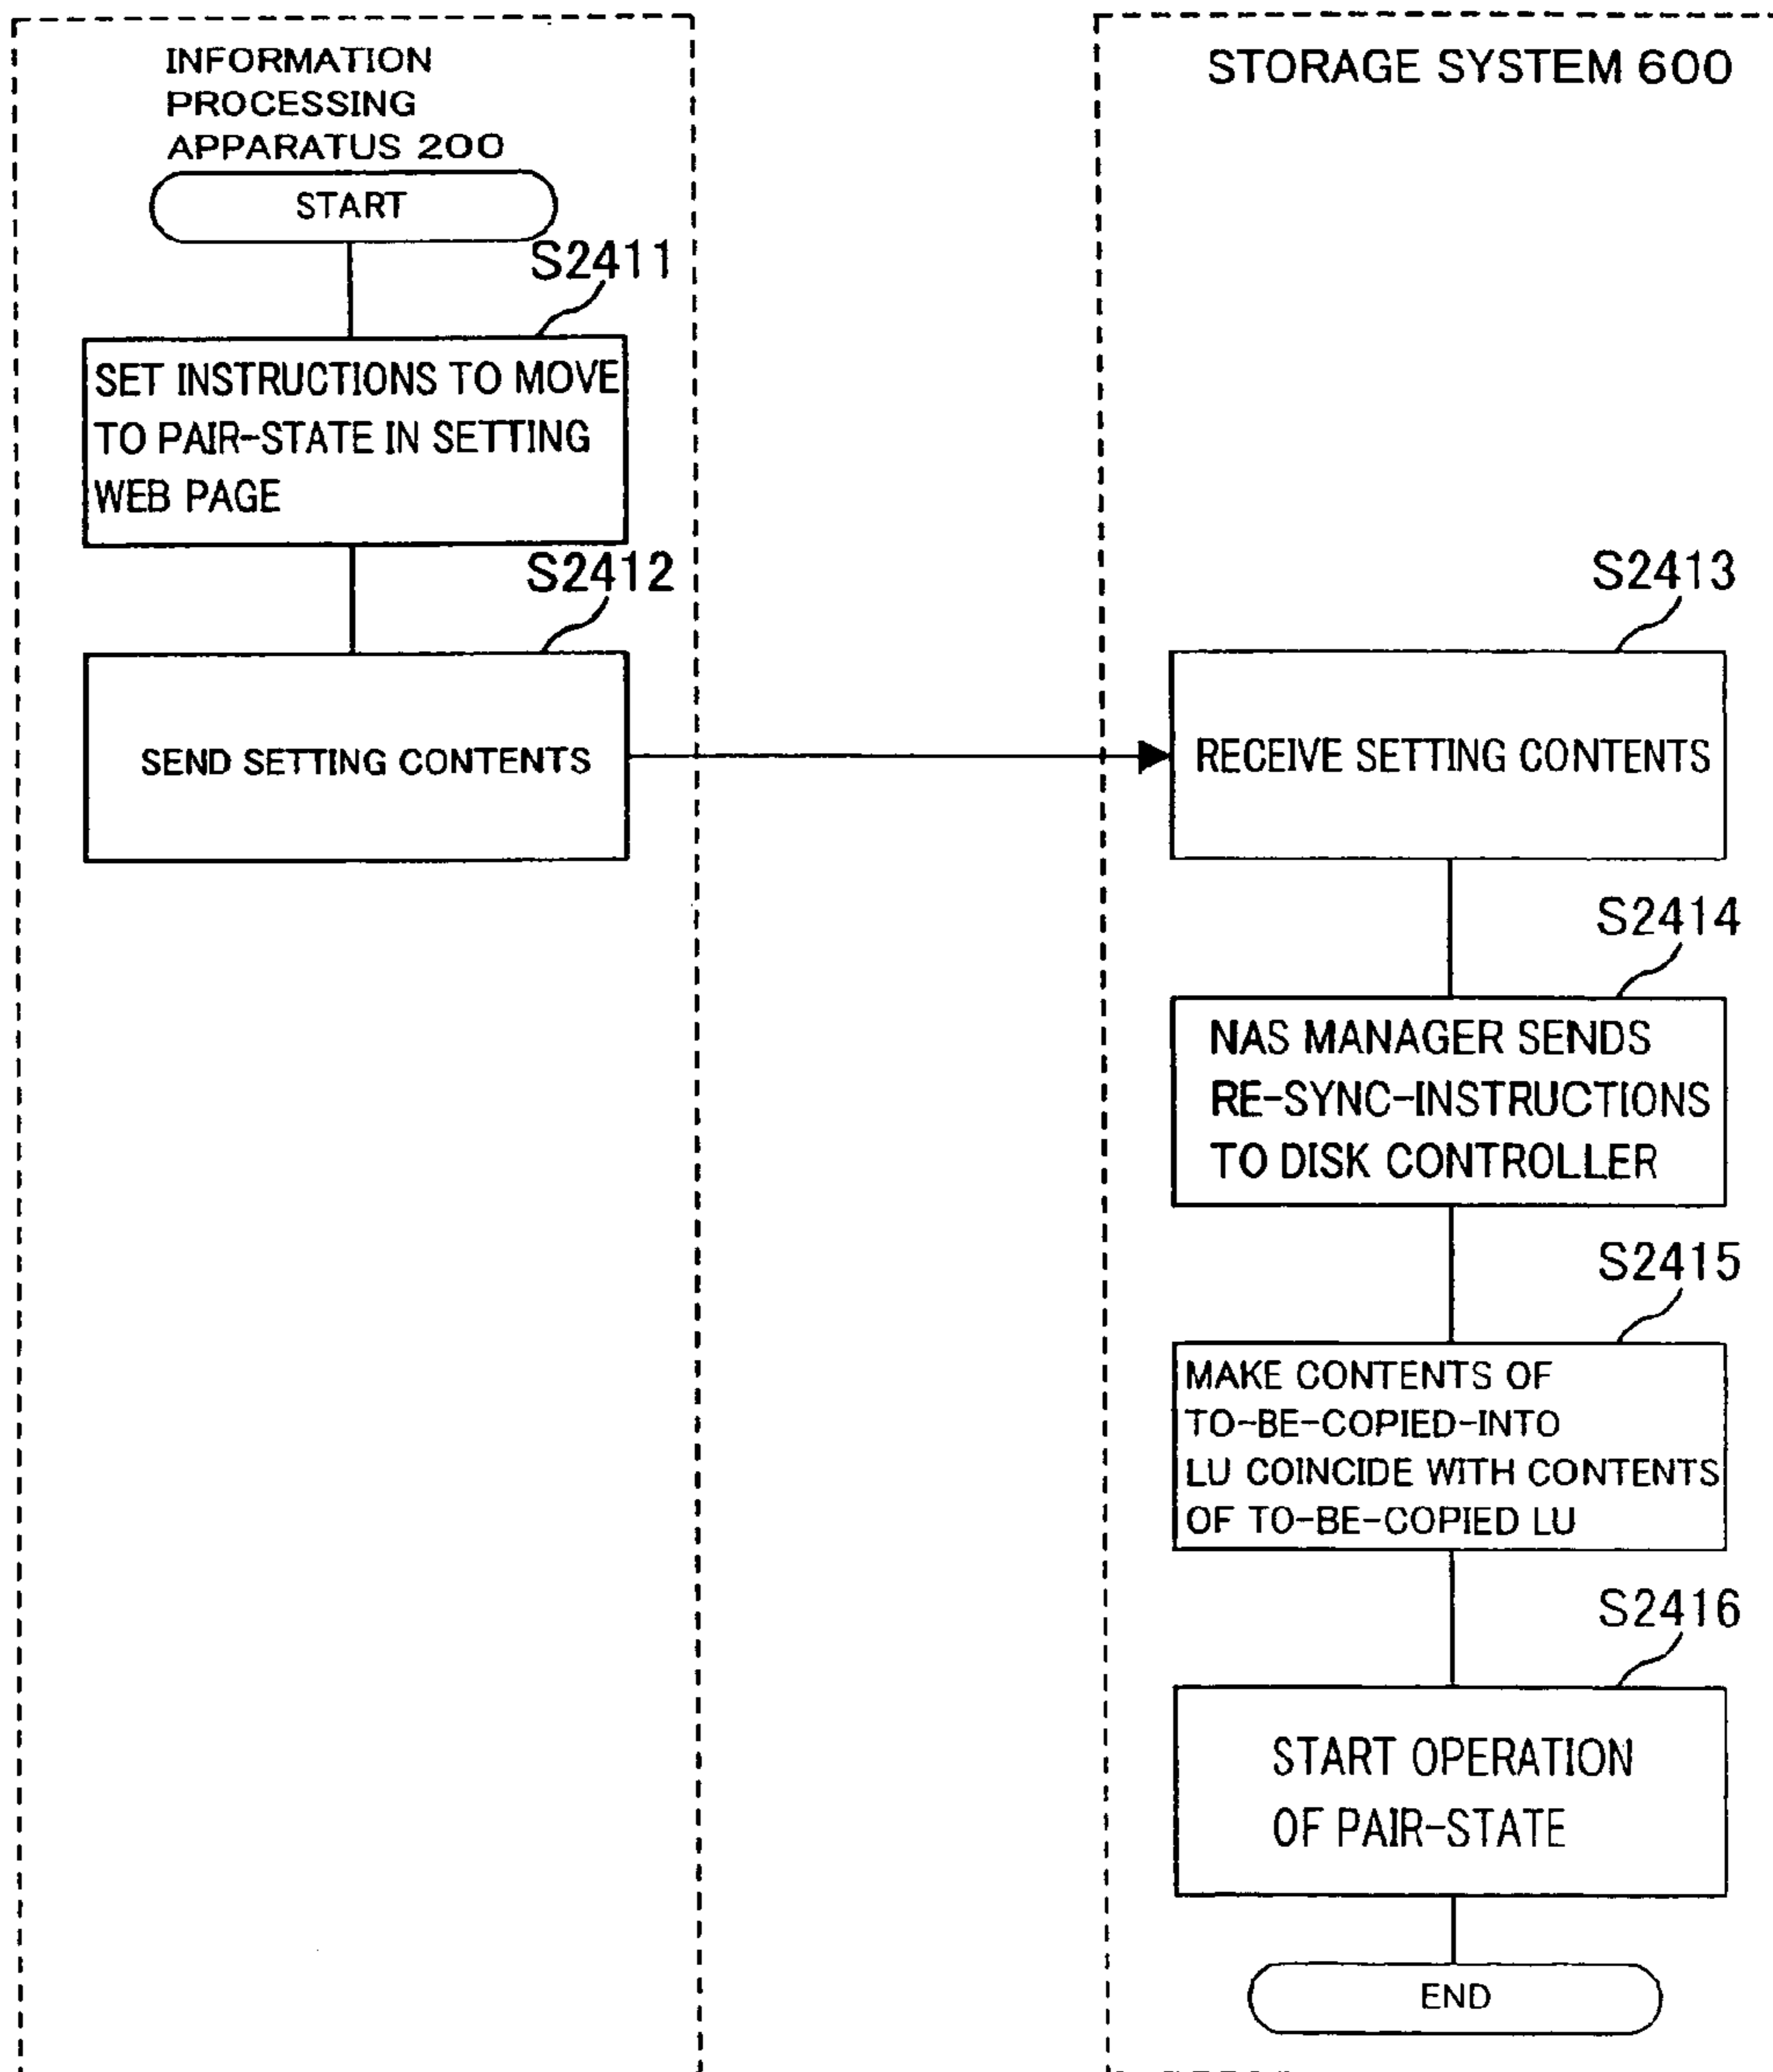 INFORMATION
PROCESSING
APPARATUS 200
START
S2411
SET INSTRUCTIONS TO MOVE
TO PAIR-STATE IN SETTING
WEB PAGE
S2412
SEND SETTING CONTENTS
STORAGE SYSTEM 600
S2413
RECEIVE SETTING CONTENTS
S2414
NAS MANAGER SENDS
RE-SYNC-INSTRUCTIONS
TO DISK CONTROLLER
S2415
MAKE CONTENTS OF
TO-BE-COPIED-INTO
LU COINCIDE WITH CONTENTS
OF TO-BE-COPIED LU
S2416
START OPERATION
OF PAIR-STATE
END